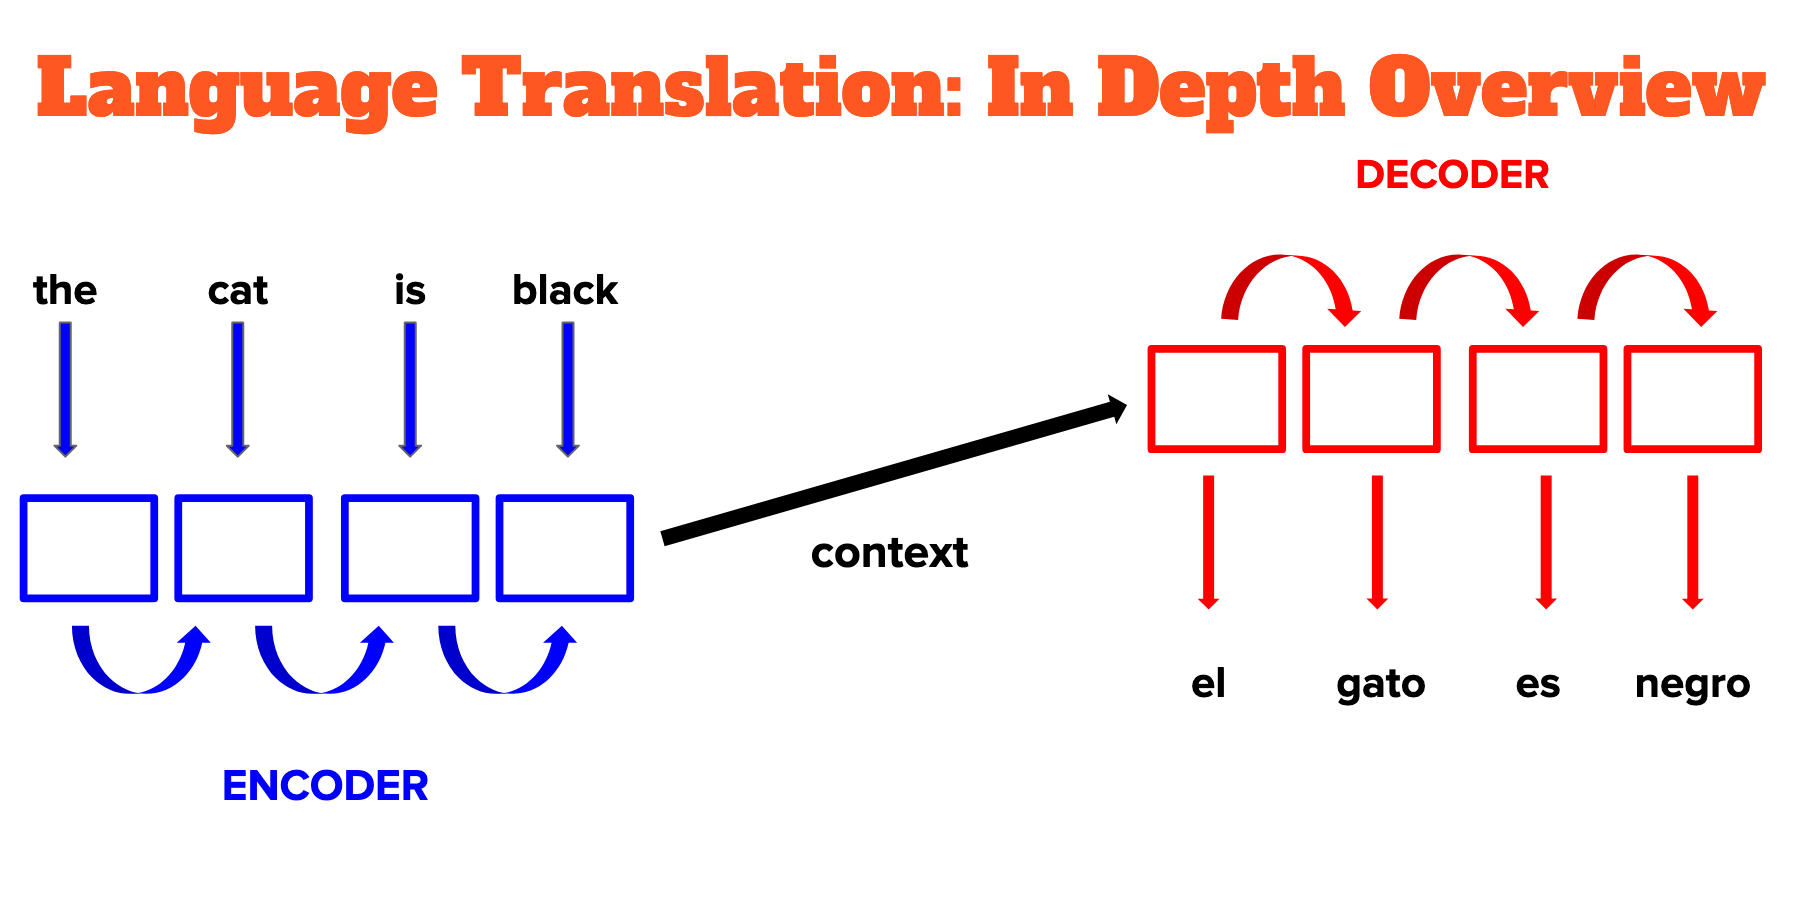 Language Translation: In Depth Overview
DECODER
the cat is black
context
el gato es negro
ENCODER